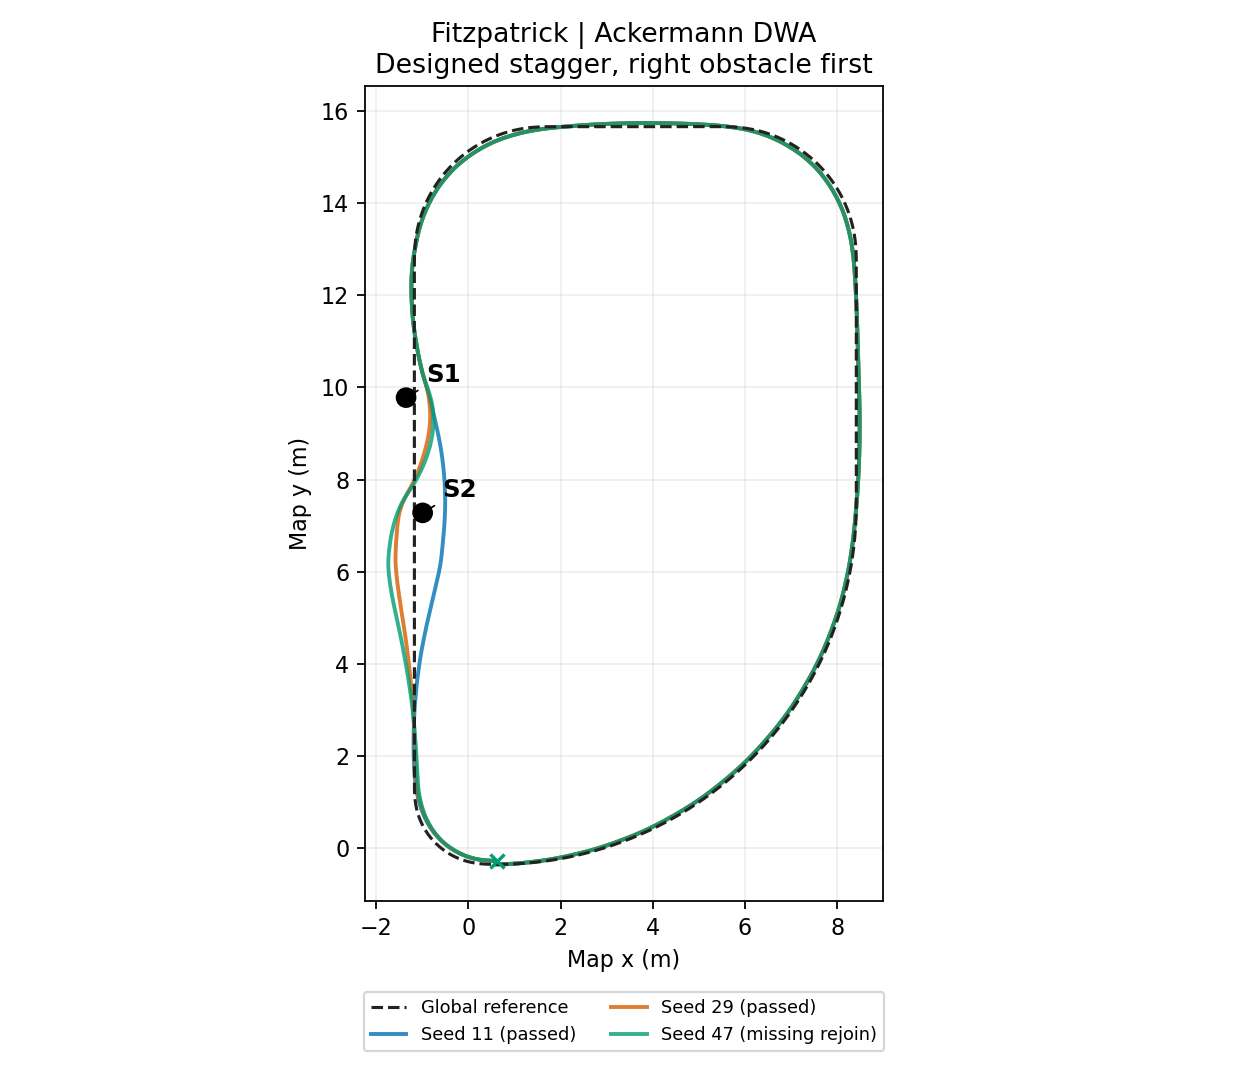 Fitzpatrick | Ackermann DWA
Designed stagger, right obstacle first
16
14
12
10
8
6
4
2
0
Map y (m)
S1
S2
−2
0
2
4
6
8
Map x (m)
Global reference
Seed 11 (passed)
Seed 29 (passed)
Seed 47 (missing rejoin)